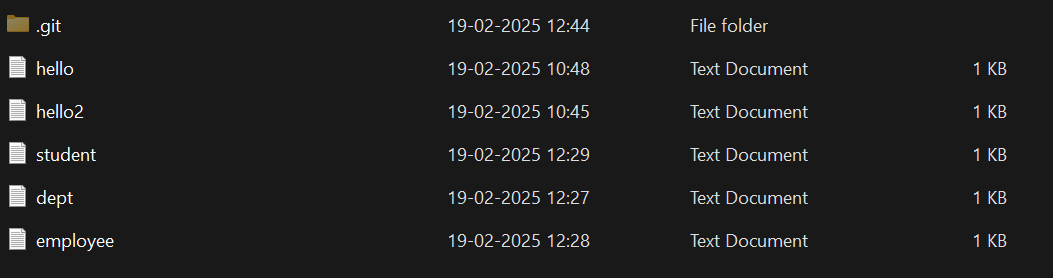 .git 19-02-2025 12:44 File folder
hello 19-02-2025 10:48 Text Document 1 KB
hello2 19-02-2025 10:45 Text Document 1 KB
student 19-02-2025 12:29 Text Document 1 KB
dept 19-02-2025 12:27 Text Document 1 KB
employee 19-02-2025 12:28 Text Document 1 KB